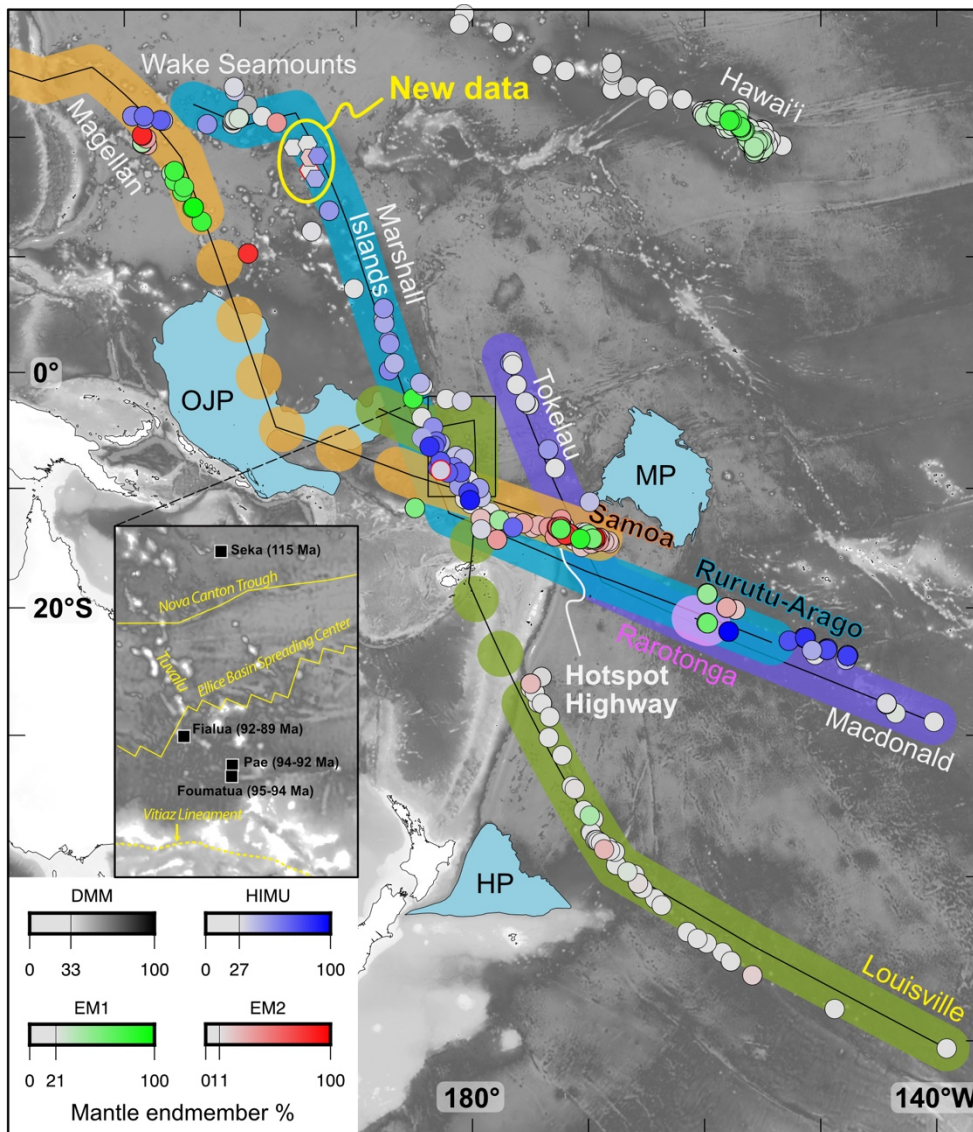 Wake Seamounts
New data
Hawai'i
Magellan
Marshall
Islands
0°
OJP
Tokelau
MP
Samoa
20°S
Rurutu-Arago
Rarotonga
Hotspot
Highway
Macdonald
Seka (115 Ma)
Nova Canton Trough
Tuvalu
Ellice Basin Spreading Center
Fialua (92-89 Ma)
Pae (94-92 Ma)
Foumatua (95-94 Ma)
Vitiaz Lineament
HP
Louisville
DMM
HIMU
0 33 100
0 27 100
EM1
EM2
0 21 100
011 100
Mantle endmember %
180°
140°W